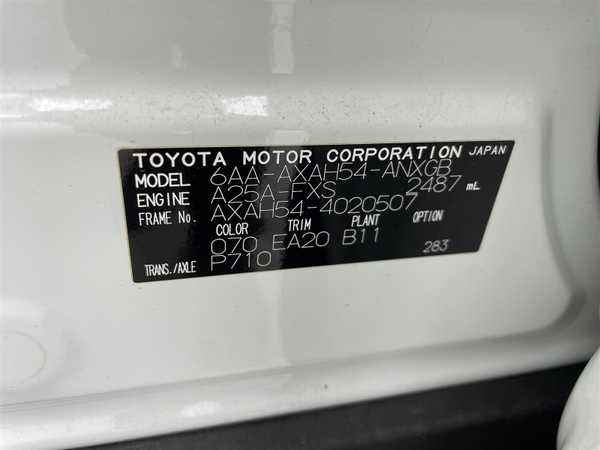 TOYOTA MOTOR CORPORATION JAPAN
MODEL 6AA-AXAH54-ANXGB
ENGINE A25A-FXS 2487 mL
FRAME NO. AXAH54-4020507
COLOR TRIM PLANT OPTION
070 EA20 B11
TRANS./AXLE P710 283